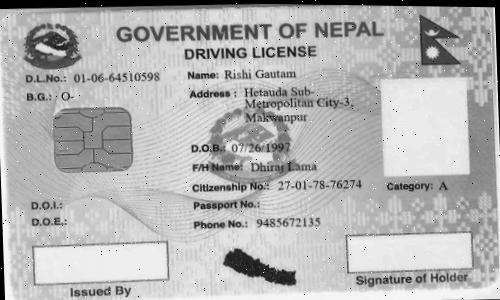 GOVERNMENT OF NEPAL
DRIVING LICENSE
D.L.No.: 01-06-64510598
Name: Rishi Gautam
B.G.: O-
Address : Hetauda Sub-
Metropolitan City-3,
Makwanpur
D.O.B.: 07/26/1997
F/H Name: Dhiraj Lama
Citizenship No.: 27-01-78-76274
Category: A
D.O.I.:
Passport No.:
D.O.E.:
Phone No.: 9485672135
Issued By
Signature of Holder